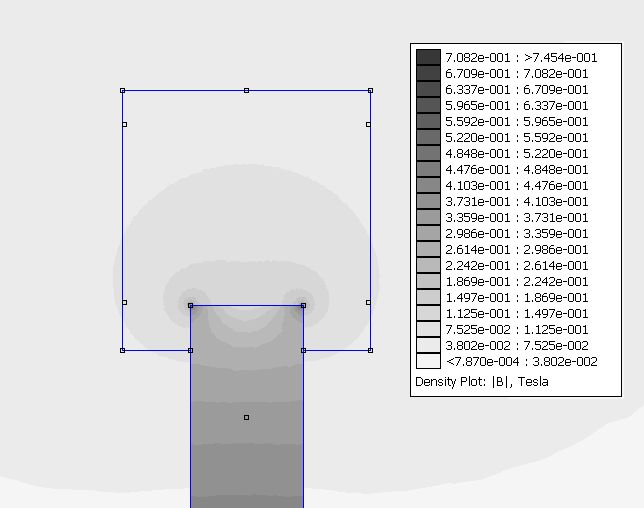 7.082e-001 : >7.454e-001
6.709e-001 : 7.082e-001
6.337e-001 : 6.709e-001
5.965e-001 : 6.337e-001
5.592e-001 : 5.965e-001
5.220e-001 : 5.592e-001
4.848e-001 : 5.220e-001
4.476e-001 : 4.848e-001
4.103e-001 : 4.476e-001
3.731e-001 : 4.103e-001
3.359e-001 : 3.731e-001
2.986e-001 : 3.359e-001
2.614e-001 : 2.986e-001
2.242e-001 : 2.614e-001
1.869e-001 : 2.242e-001
1.497e-001 : 1.869e-001
1.125e-001 : 1.497e-001
7.525e-002 : 1.125e-001
3.802e-002 : 7.525e-002
<7.870e-004 : 3.802e-002
Density Plot: |B|, Tesla